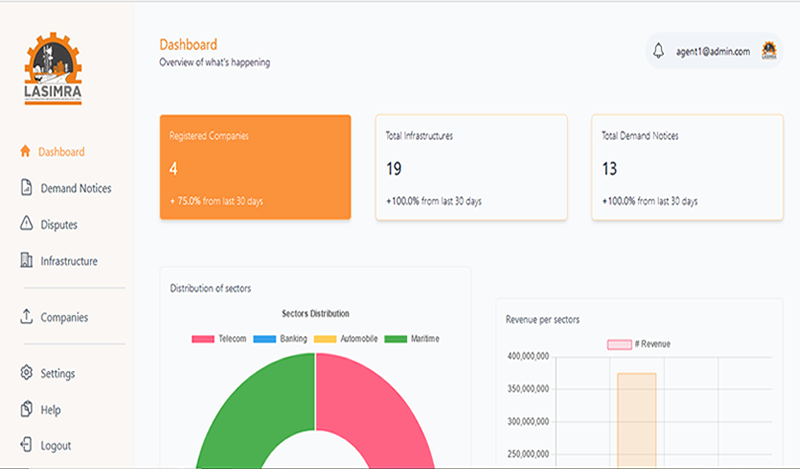 LASIMRA
Dashboard
Demand Notices
Disputes
Infrastructure
Companies
Settings
Help
Logout
Dashboard
Overview of what's happening
agent1@admin.com
Registered Companies
4
+ 75.0% from last 30 days
Total Infrastructures
19
+100.0% from last 30 days
Total Demand Notices
13
+100.0% from last 30 days
Distribution of sectors
Sectors Distribution
Telecom Banking Automobile Maritime
Revenue per sectors
# Revenue
400,000,000
350,000,000
300,000,000
250,000,000